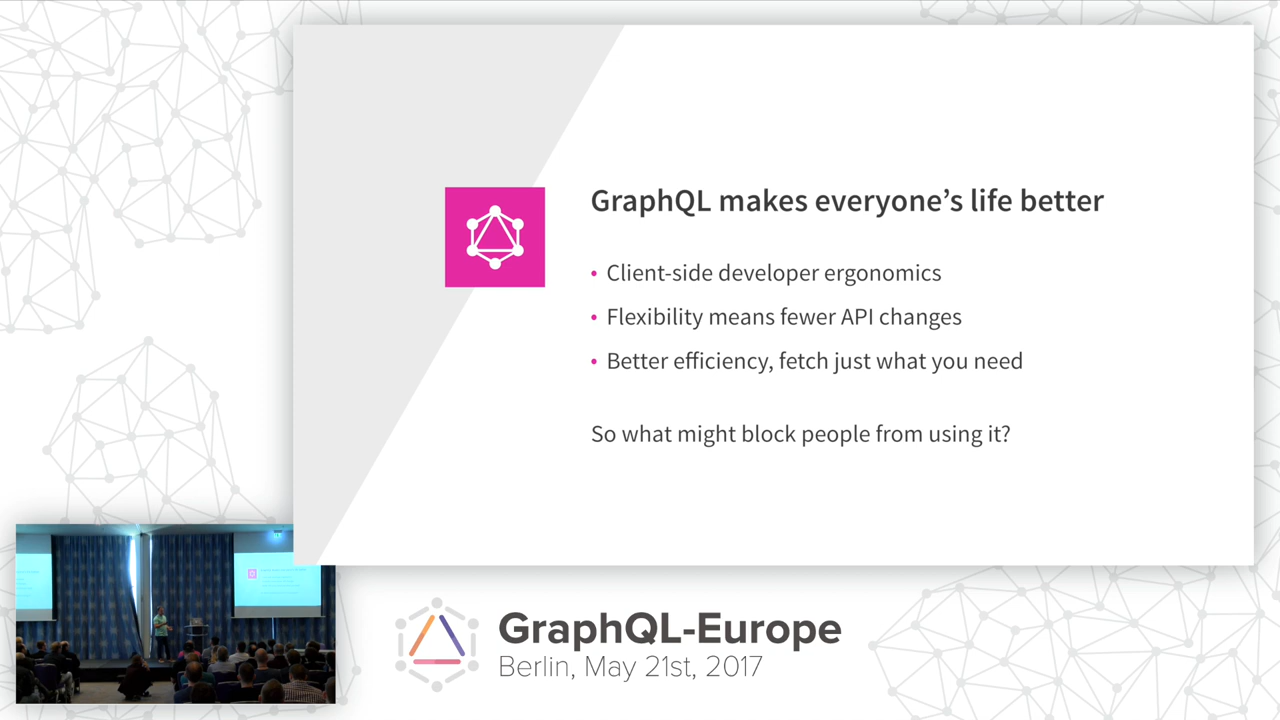 GraphQL makes everyone’s life better
• Client-side developer ergonomics
• Flexibility means fewer API changes
• Better efficiency, fetch just what you need
So what might block people from using it?
GraphQL-Europe
Berlin, May 21st, 2017